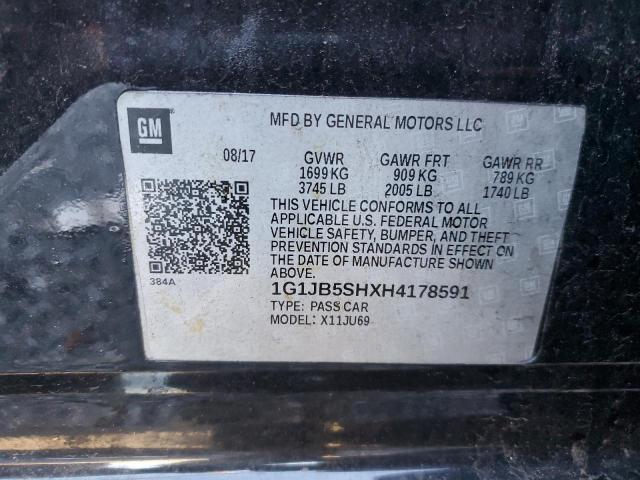 GM
MFD BY GENERAL MOTORS LLC
08/17 GVWR GAWR FRT GAWR RR
1699 KG 909 KG 789 KG
3745 LB 2005 LB 1740 LB
THIS VEHICLE CONFORMS TO ALL
APPLICABLE U.S. FEDERAL MOTOR
VEHICLE SAFETY, BUMPER, AND THEFT
PREVENTION STANDARDS IN EFFECT ON
THE DATE OF MANUFACTURE SHOWN
ABOVE.
384A
1G1JB5SHXH4178591
TYPE: PASS CAR
MODEL: X11JU69